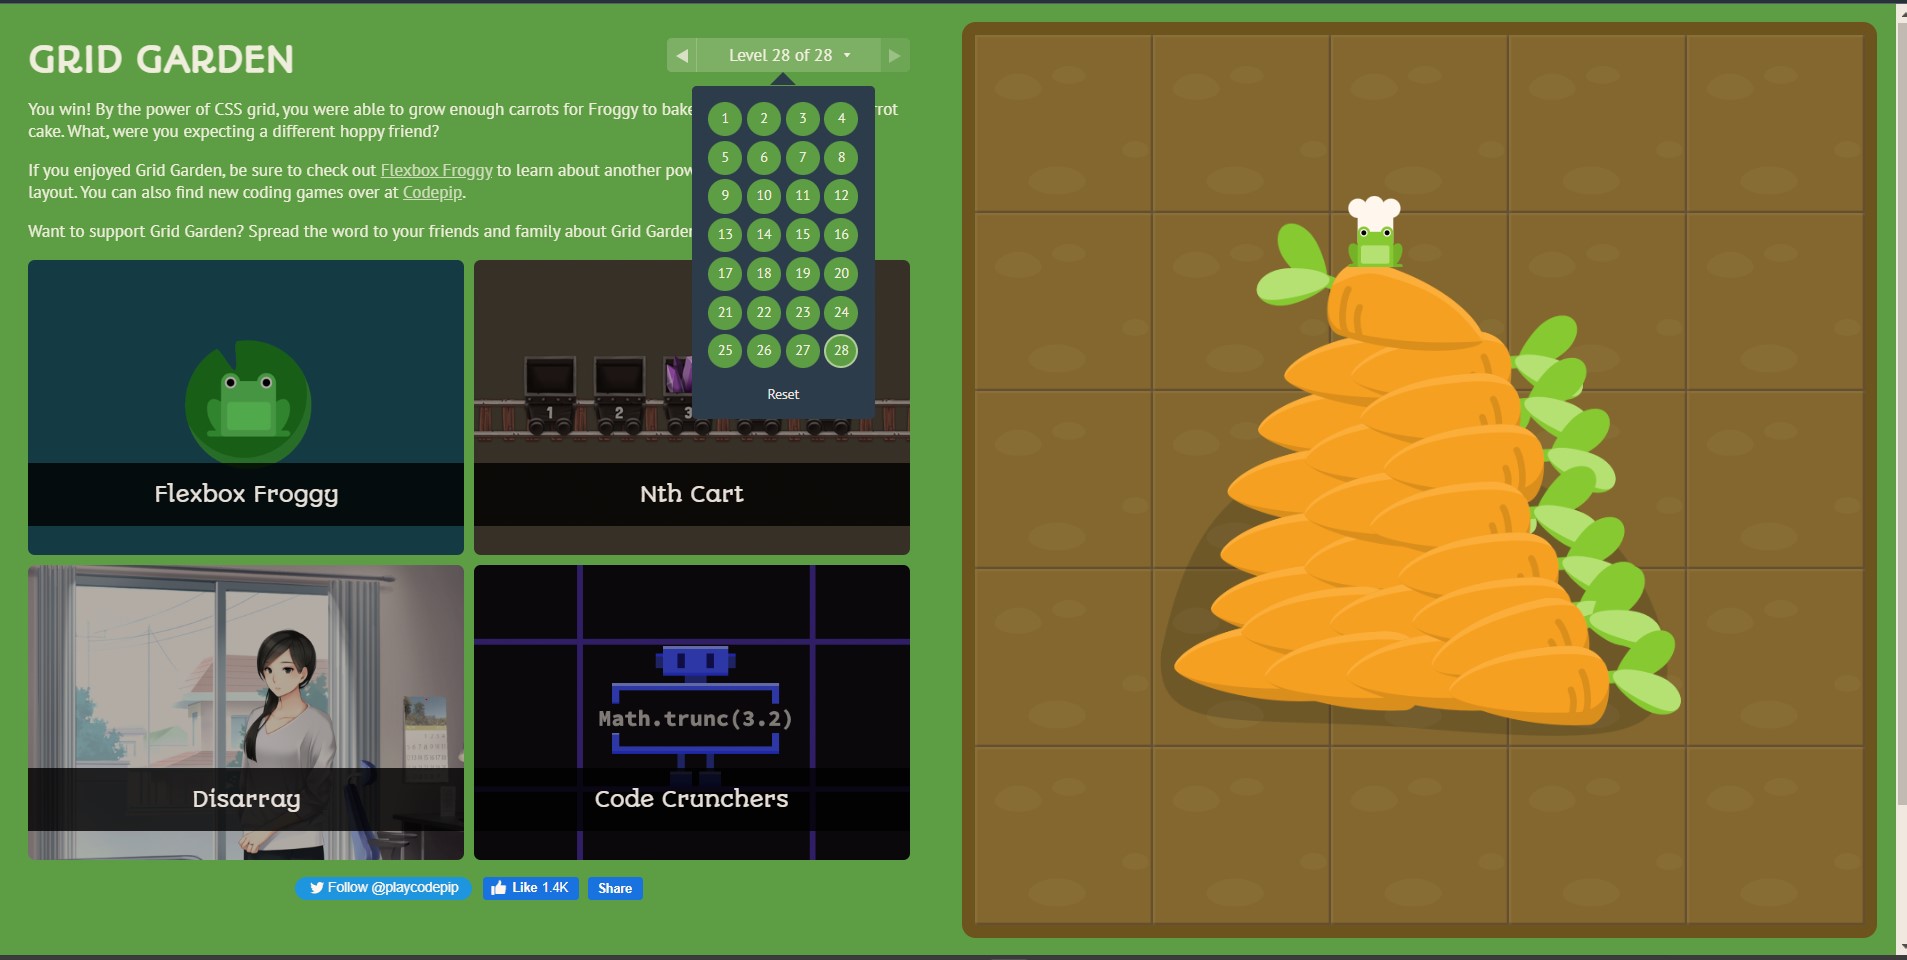 GRID GARDEN
◀ Level 28 of 28 ▾ ▶
You win! By the power of CSS grid, you were able to grow enough carrots for Froggy to bake
cake. What, were you expecting a different hoppy friend?
If you enjoyed Grid Garden, be sure to check out Flexbox Froggy to learn about another
layout. You can also find new coding games over at Codepip.
Want to support Grid Garden? Spread the word to your friends and family about Grid
1 2 3 4
5 6 7 8
9 10 11 12
13 14 15 16
17 18 19 20
21 22 23 24
25 26 27 28
Reset
1 2 3
Flexbox Froggy
Nth Cart
Math.trunc(3.2)
Disarray
Code Crunchers
Follow @playcodepip
Like 1.4K
Share